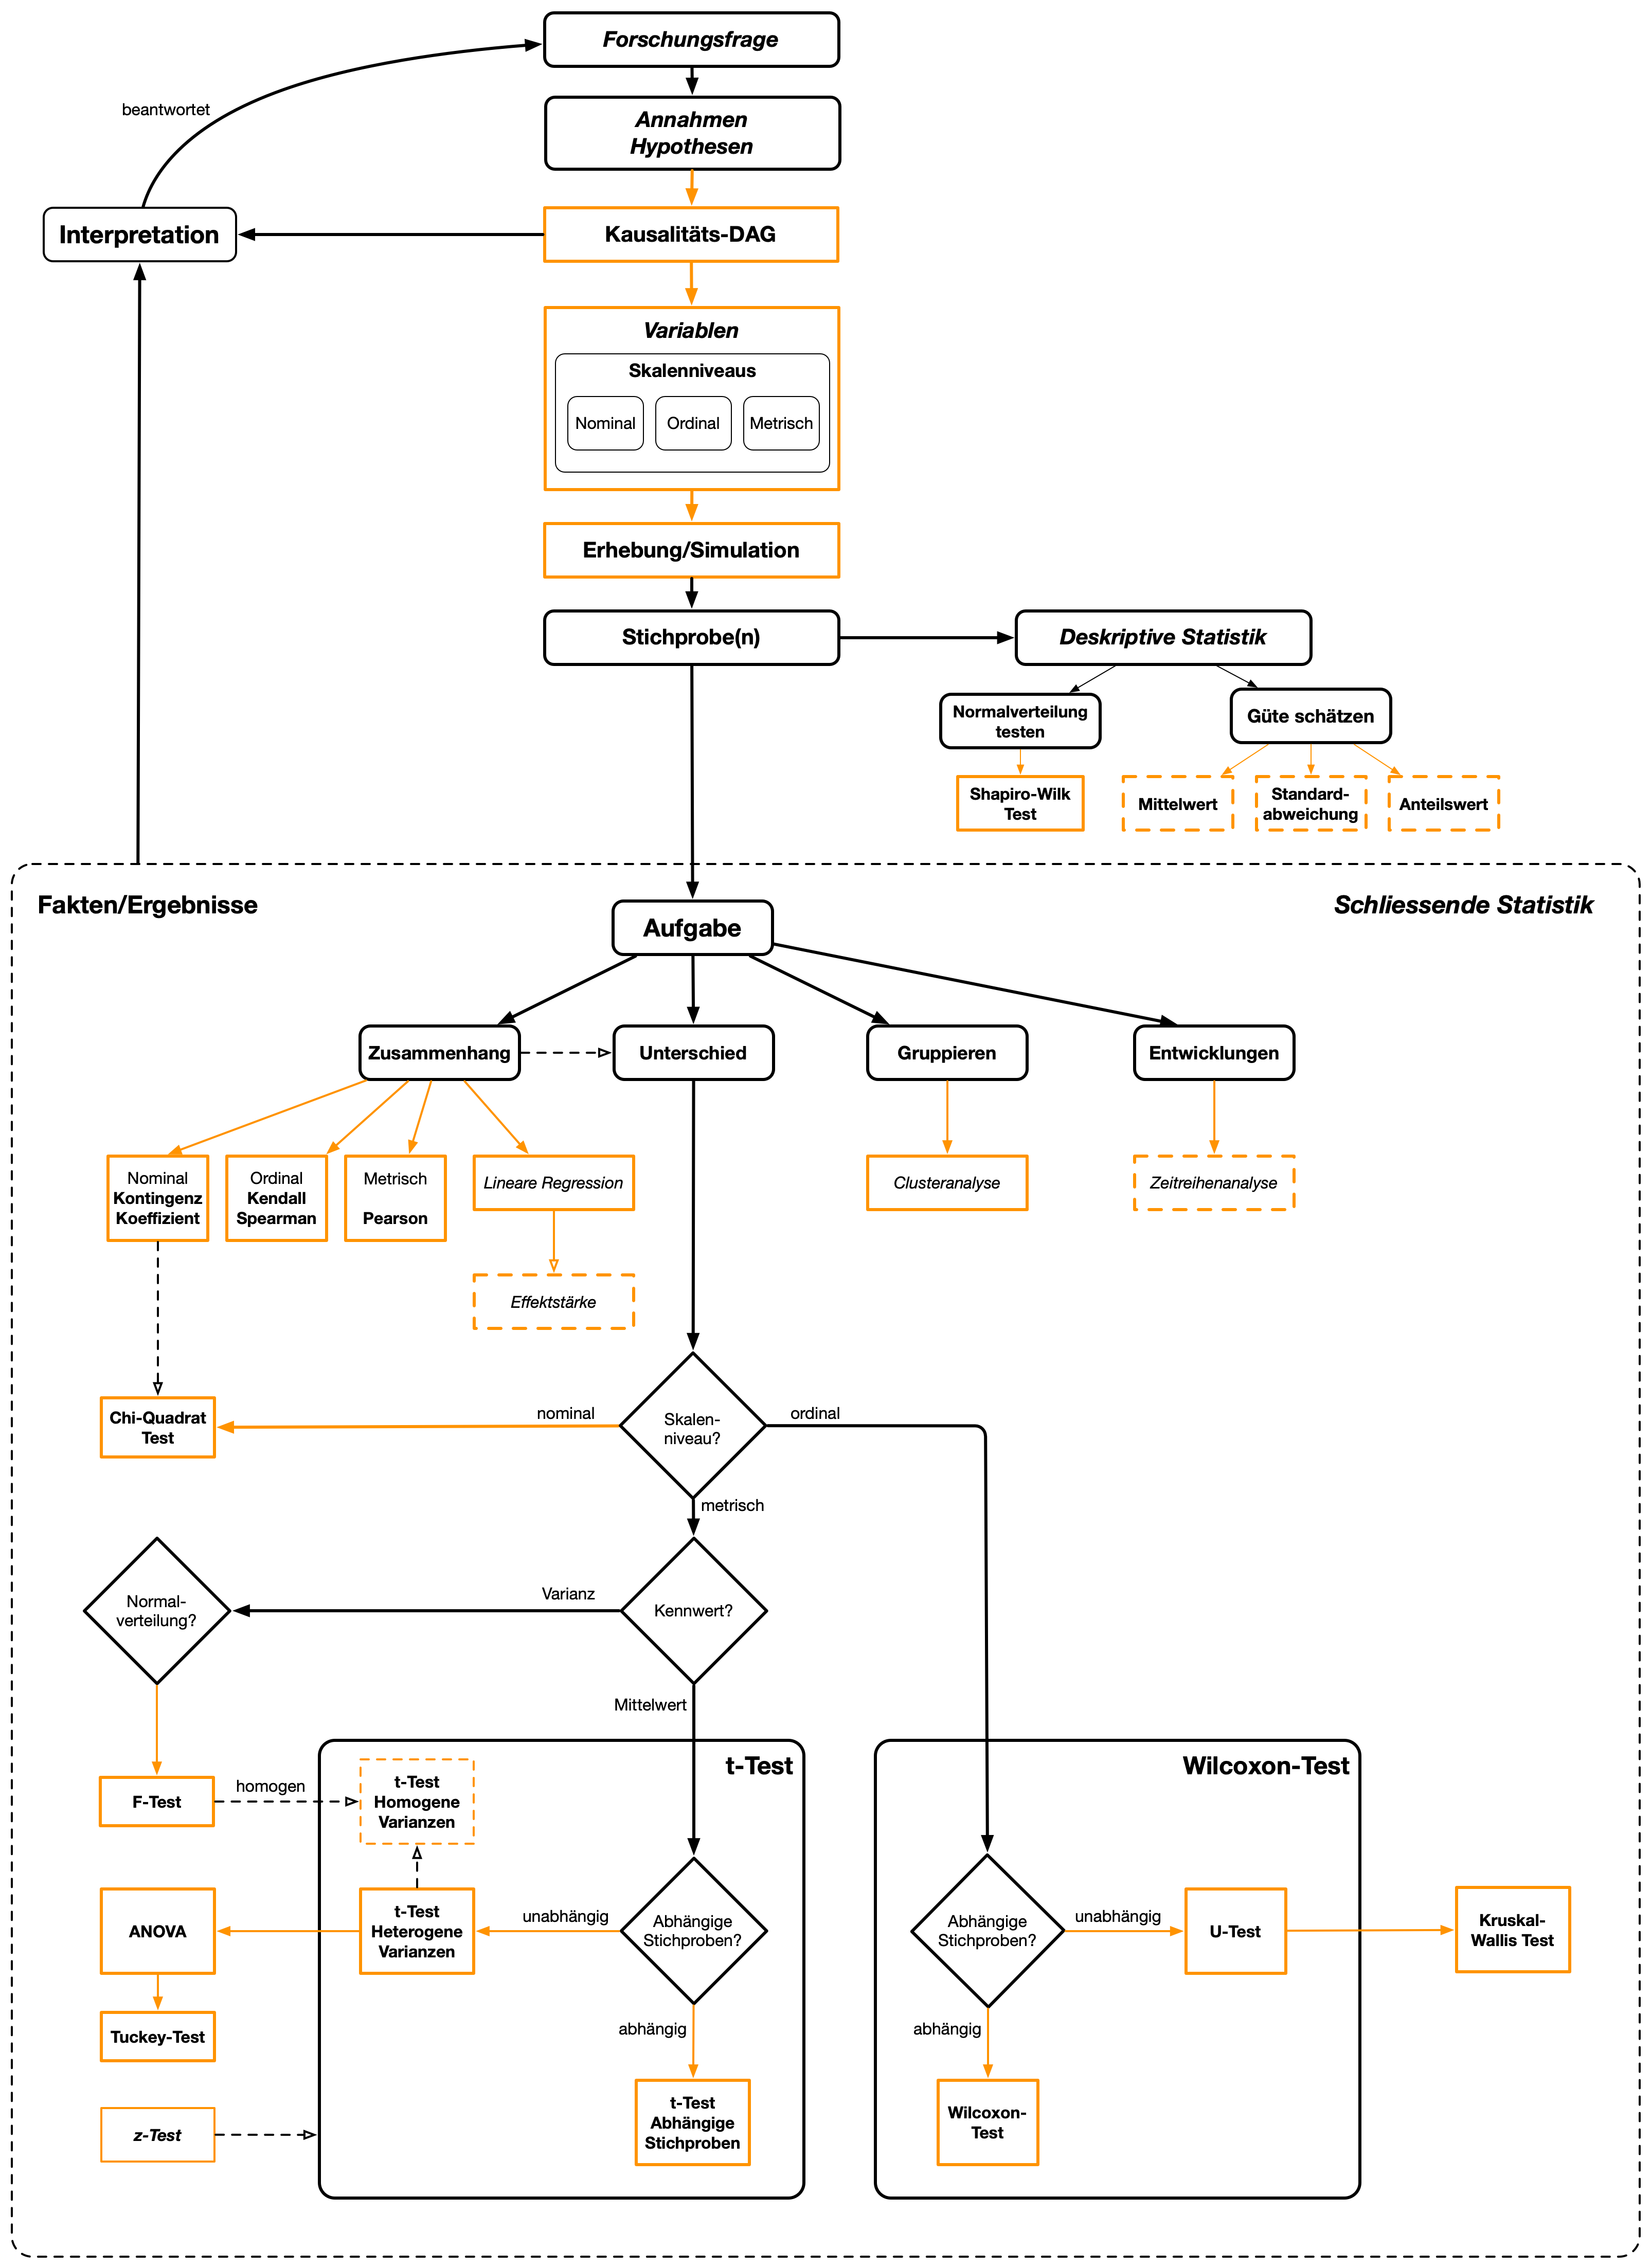 Forschungsfrage
beantwortet
Annahmen
Hypothesen
Interpretation
Kausalitäts-DAG
Variablen
Skalenniveaus
Nominal
Ordinal
Metrisch
Erhebung/Simulation
Stichprobe(n)
Deskriptive Statistik
Normalverteilung
testen
Güte schätzen
Shapiro-Wilk
Test
Mittelwert
Standard-
abweichung
Anteilswert
Fakten/Ergebnisse
Schliessende Statistik
Aufgabe
Zusammenhang
Unterschied
Gruppieren
Entwicklungen
Nominal
Kontingenz
Koeffizient
Ordinal
Kendall
Spearman
Metrisch
Pearson
Lineare Regression
Clusteranalyse
Zeitreihenanalyse
Effektstärke
Chi-Quadrat
Test
nominal
Skalen-
niveau?
ordinal
metrisch
Normal-
verteilung?
Varianz
Kennwert?
Mittelwert
t-Test
Wilcoxon-Test
F-Test
homogen
t-Test
Homogene
Varianzen
ANOVA
t-Test
Heterogene
Varianzen
unabhängig
Abhängige
Stichproben?
Abhängige
Stichproben?
unabhängig
U-Test
Kruskal-
Wallis Test
Tuckey-Test
abhängig
abhängig
z-Test
t-Test
Abhängige
Stichproben
Wilcoxon-
Test